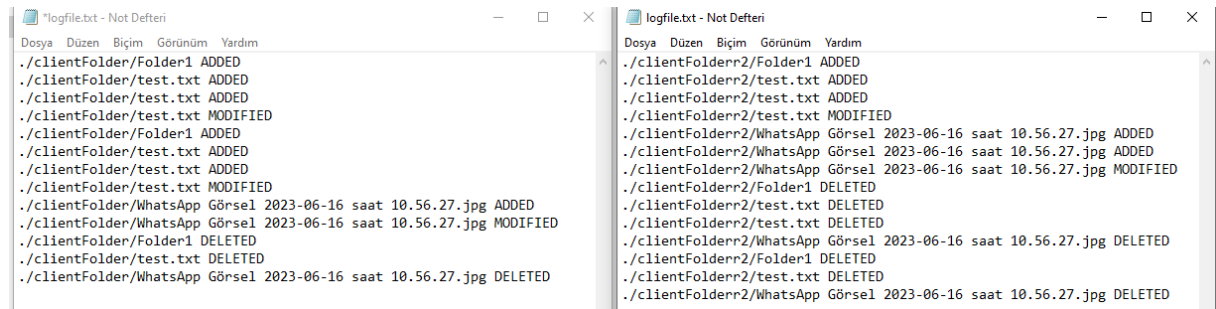 *logfile.txt - Not Defteri
Dosya Düzen Biçim Görünüm Yardım
./clientFolder/Folder1 ADDED
./clientFolder/test.txt ADDED
./clientFolder/test.txt ADDED
./clientFolder/test.txt MODIFIED
./clientFolder/Folder1 ADDED
./clientFolder/test.txt ADDED
./clientFolder/test.txt ADDED
./clientFolder/test.txt MODIFIED
./clientFolder/WhatsApp Görsel 2023-06-16 saat 10.56.27.jpg ADDED
./clientFolder/WhatsApp Görsel 2023-06-16 saat 10.56.27.jpg MODIFIED
./clientFolder/Folder1 DELETED
./clientFolder/test.txt DELETED
./clientFolder/WhatsApp Görsel 2023-06-16 saat 10.56.27.jpg DELETED
logfile.txt - Not Defteri
Dosya Düzen Biçim Görünüm Yardım
./clientFolderr2/Folder1 ADDED
./clientFolderr2/test.txt ADDED
./clientFolderr2/test.txt ADDED
./clientFolderr2/test.txt MODIFIED
./clientFolderr2/WhatsApp Görsel 2023-06-16 saat 10.56.27.jpg ADDED
./clientFolderr2/WhatsApp Görsel 2023-06-16 saat 10.56.27.jpg ADDED
./clientFolderr2/WhatsApp Görsel 2023-06-16 saat 10.56.27.jpg MODIFIED
./clientFolderr2/Folder1 DELETED
./clientFolderr2/test.txt DELETED
./clientFolderr2/test.txt DELETED
./clientFolderr2/WhatsApp Görsel 2023-06-16 saat 10.56.27.jpg DELETED
./clientFolderr2/Folder1 DELETED
./clientFolderr2/test.txt DELETED
./clientFolderr2/WhatsApp Görsel 2023-06-16 saat 10.56.27.jpg DELETED